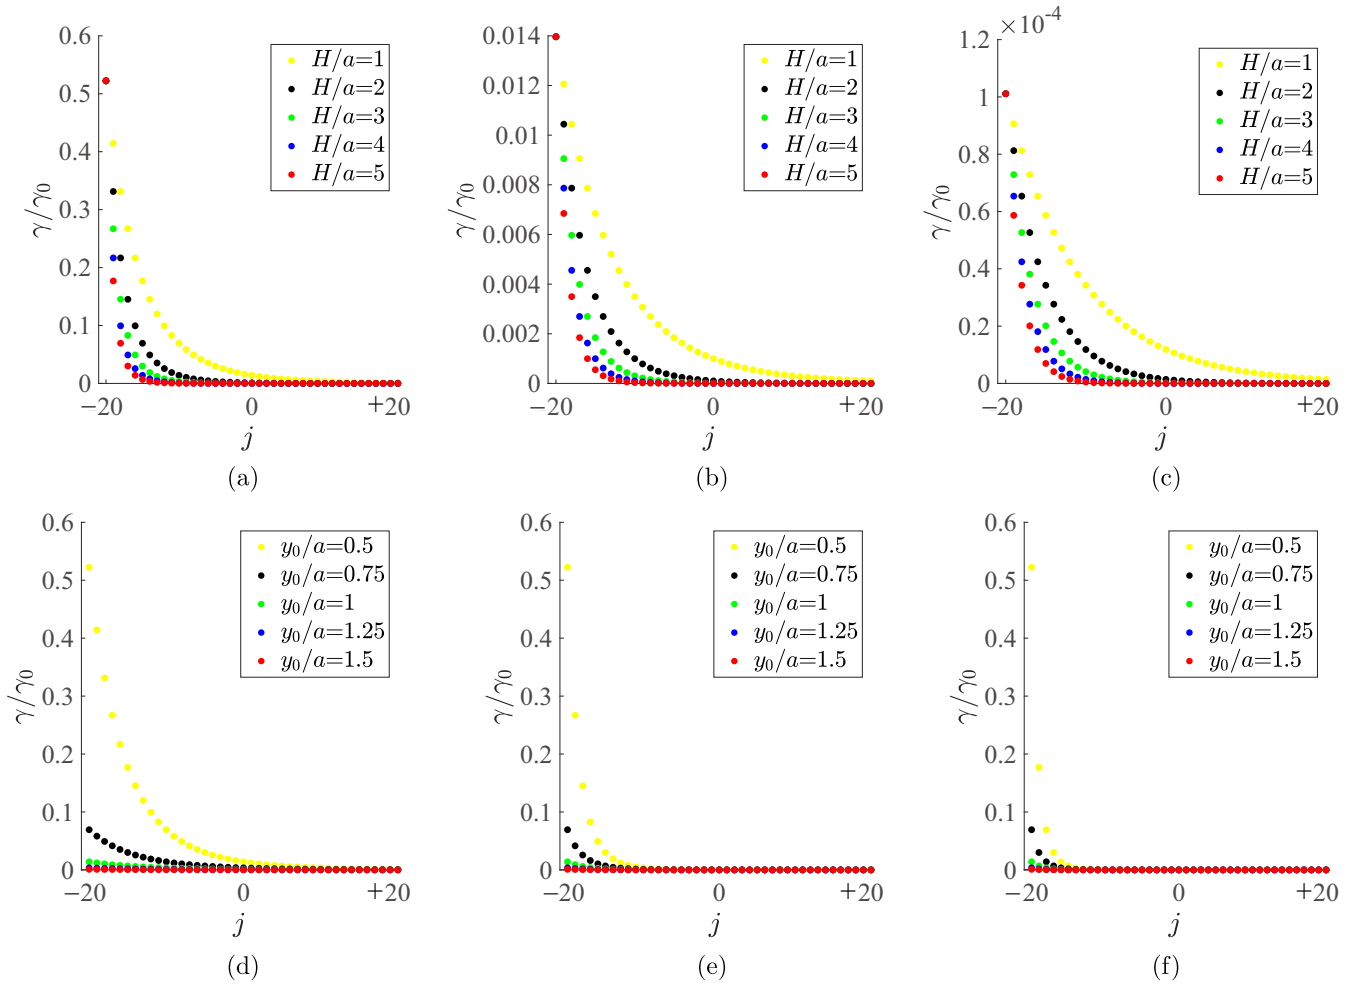 0.6
0.5
0.4
0.3
0.2
0.1
0
γ/γ₀
−20
0
+20
j
H/a=1
H/a=2
H/a=3
H/a=4
H/a=5
(a)
0.014
0.012
0.01
0.008
0.006
0.004
0.002
0
γ/γ₀
−20
0
+20
j
H/a=1
H/a=2
H/a=3
H/a=4
H/a=5
(b)
×10⁻⁴
1.2
1
0.8
0.6
0.4
0.2
0
γ/γ₀
−20
0
+20
j
H/a=1
H/a=2
H/a=3
H/a=4
H/a=5
(c)
0.6
0.5
0.4
0.3
0.2
0.1
0
γ/γ₀
−20
0
+20
j
y₀/a=0.5
y₀/a=0.75
y₀/a=1
y₀/a=1.25
y₀/a=1.5
(d)
0.6
0.5
0.4
0.3
0.2
0.1
0
γ/γ₀
−20
0
+20
j
y₀/a=0.5
y₀/a=0.75
y₀/a=1
y₀/a=1.25
y₀/a=1.5
(e)
0.6
0.5
0.4
0.3
0.2
0.1
0
γ/γ₀
−20
0
+20
j
y₀/a=0.5
y₀/a=0.75
y₀/a=1
y₀/a=1.25
y₀/a=1.5
(f)